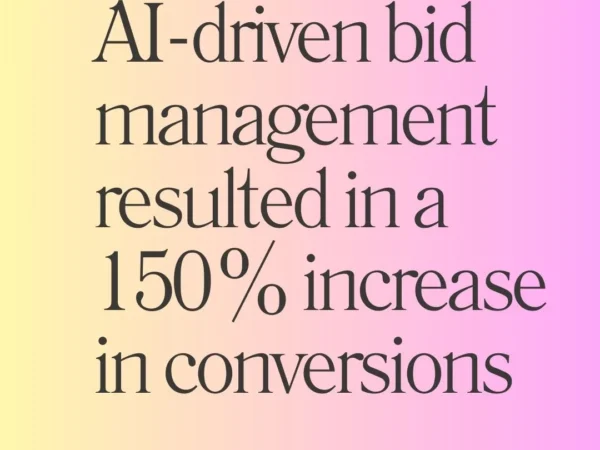 AI-driven bid
management
resulted in a
150% increase
in conversions